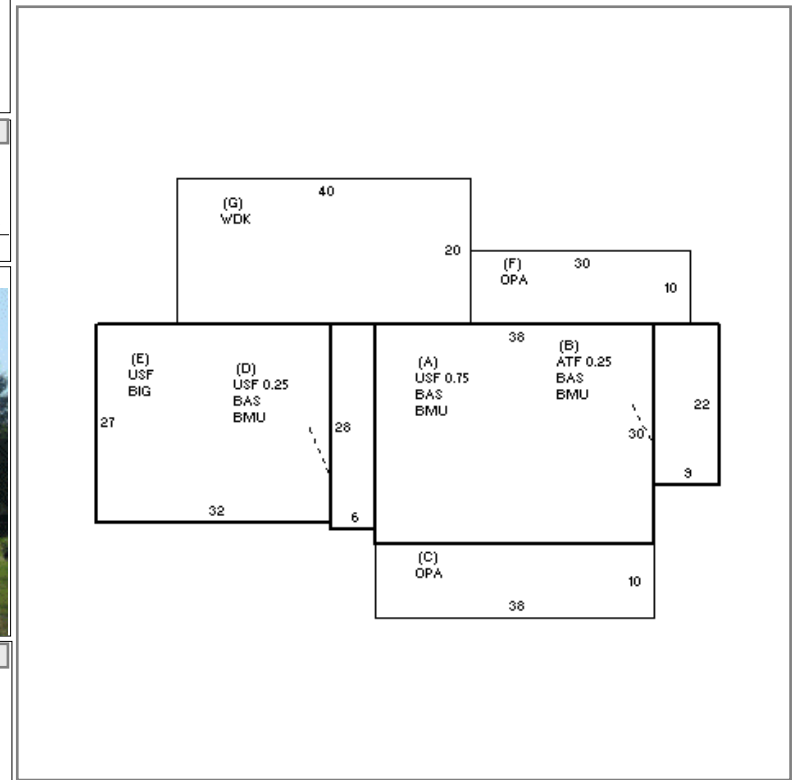 40
(G)
WDK
20
(F)
OPA
30
10
38
(E)
USF
BIG
(D)
USF 0.25
BAS
BMU
(A)
USF 0.75
BAS
BMU
(B)
ATF 0.25
BAS
BMU
27
28
30
22
9
32
6
(C)
OPA
10
38